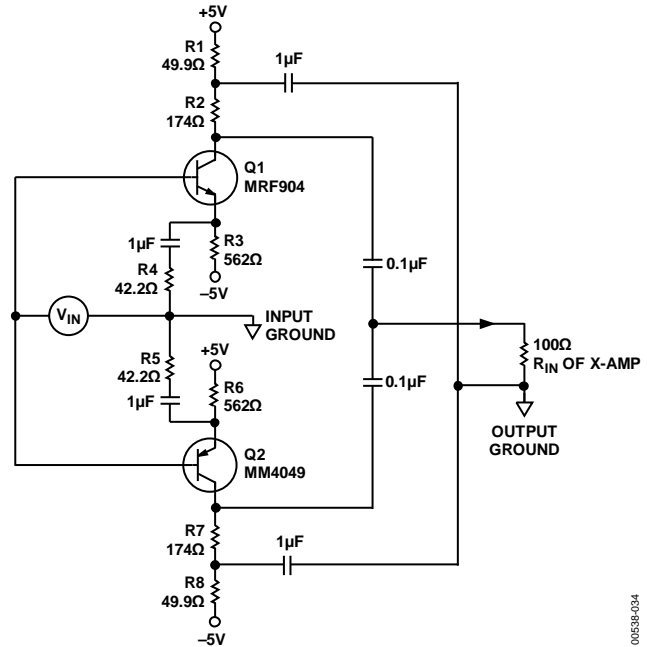 +5V
R1
49.9Ω
1µF
R2
174Ω
Q1
MRF904
1µF
R3
562Ω
R4
42.2Ω
–5V
0.1µF
VIN
INPUT
GROUND
100Ω
RIN OF X-AMP
R5
42.2Ω
+5V
R6
562Ω
1µF
0.1µF
OUTPUT
GROUND
Q2
MM4049
R7
174Ω
1µF
R8
49.9Ω
–5V
00538-034